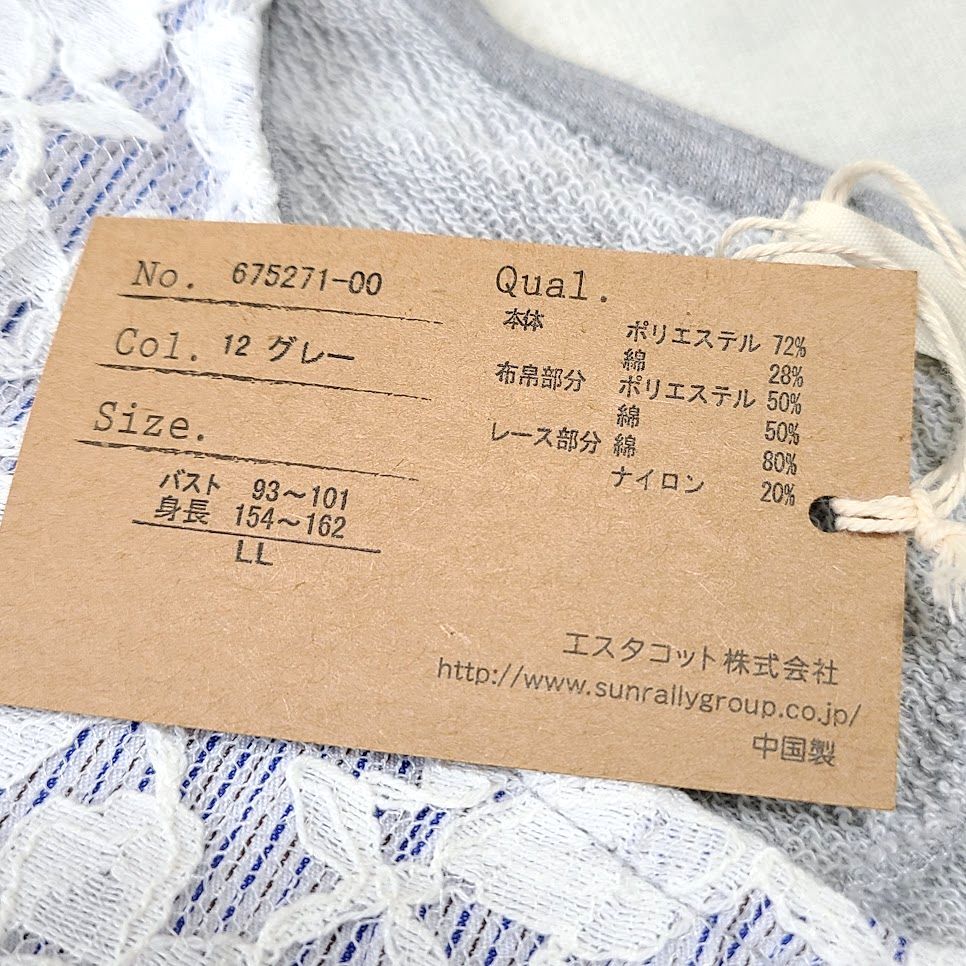 No. 675271-00
Col. 12 グレー
Size.
バスト 93～101
身長 154～162
LL
Qual.
本体 ポリエステル 72%
綿 28%
布帛部分 ポリエステル 50%
綿 50%
レース部分 綿 80%
ナイロン 20%
エスタコット株式会社
http://www.sunrallygroup.co.jp/
中国製